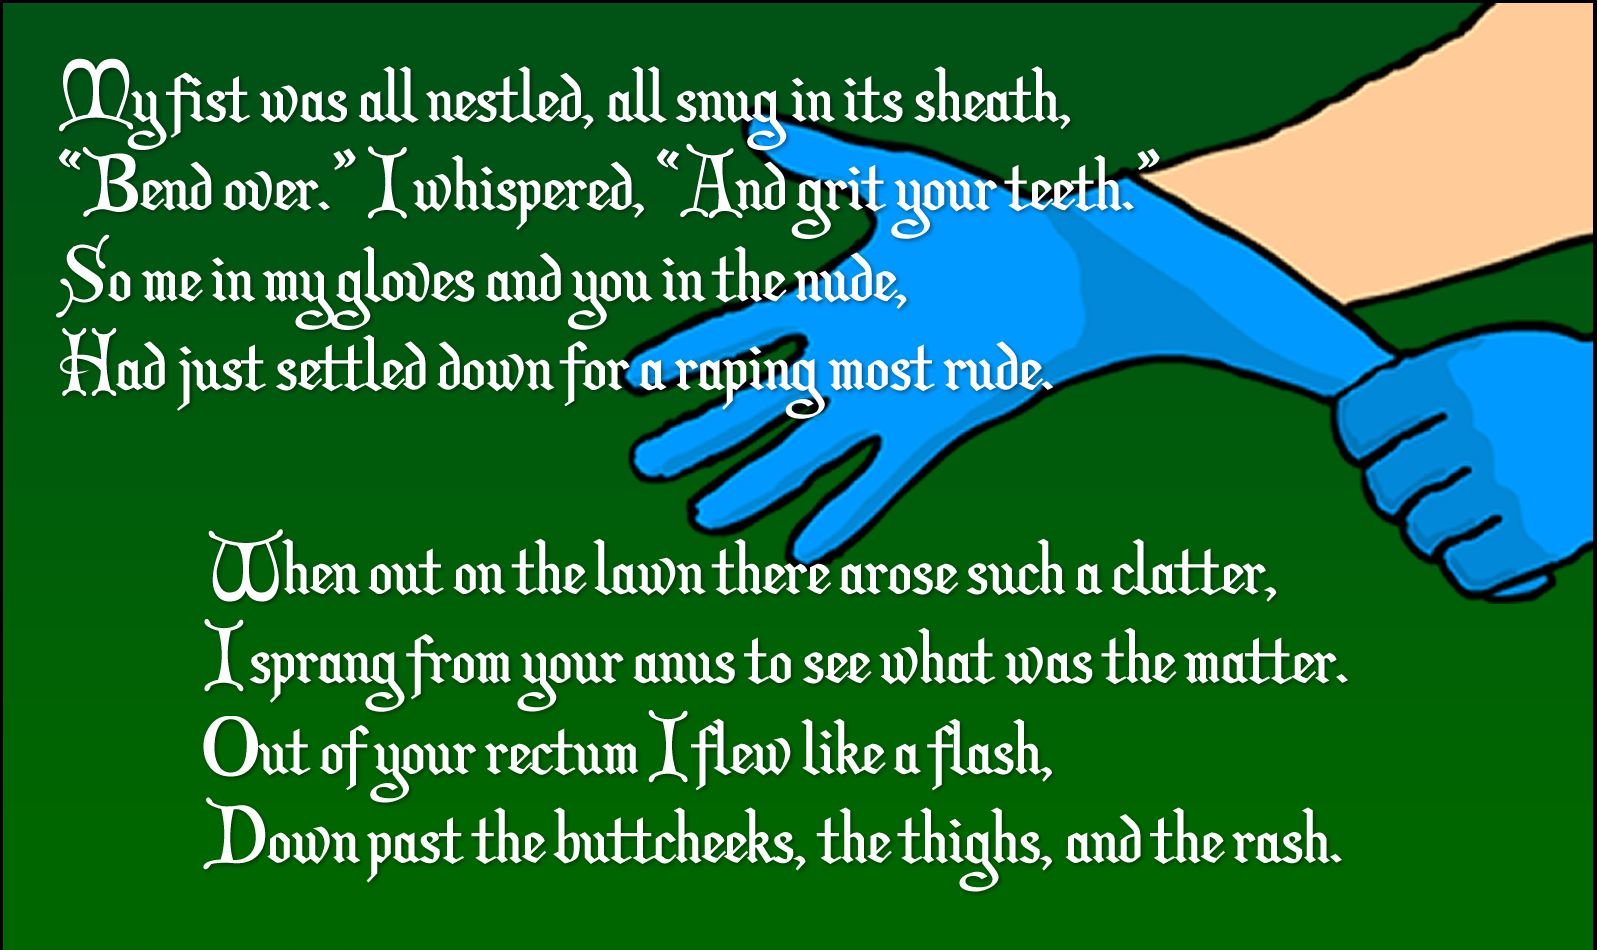 My fist was all nestled, all snug in its sheath,
“Bend over.” I whispered, “And grit your teeth.”
So me in my gloves and you in the nude,
Had just settled down for a raping most rude.
When out on the lawn there arose such a clatter,
I sprang from your anus to see what was the matter.
Out of your rectum I flew like a flash,
Down past the buttcheeks, the thighs, and the rash.